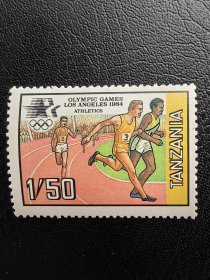 OLYMPIC GAMES
LOS ANGELES 1984
ATHLETICS
1/50
TANZANIA